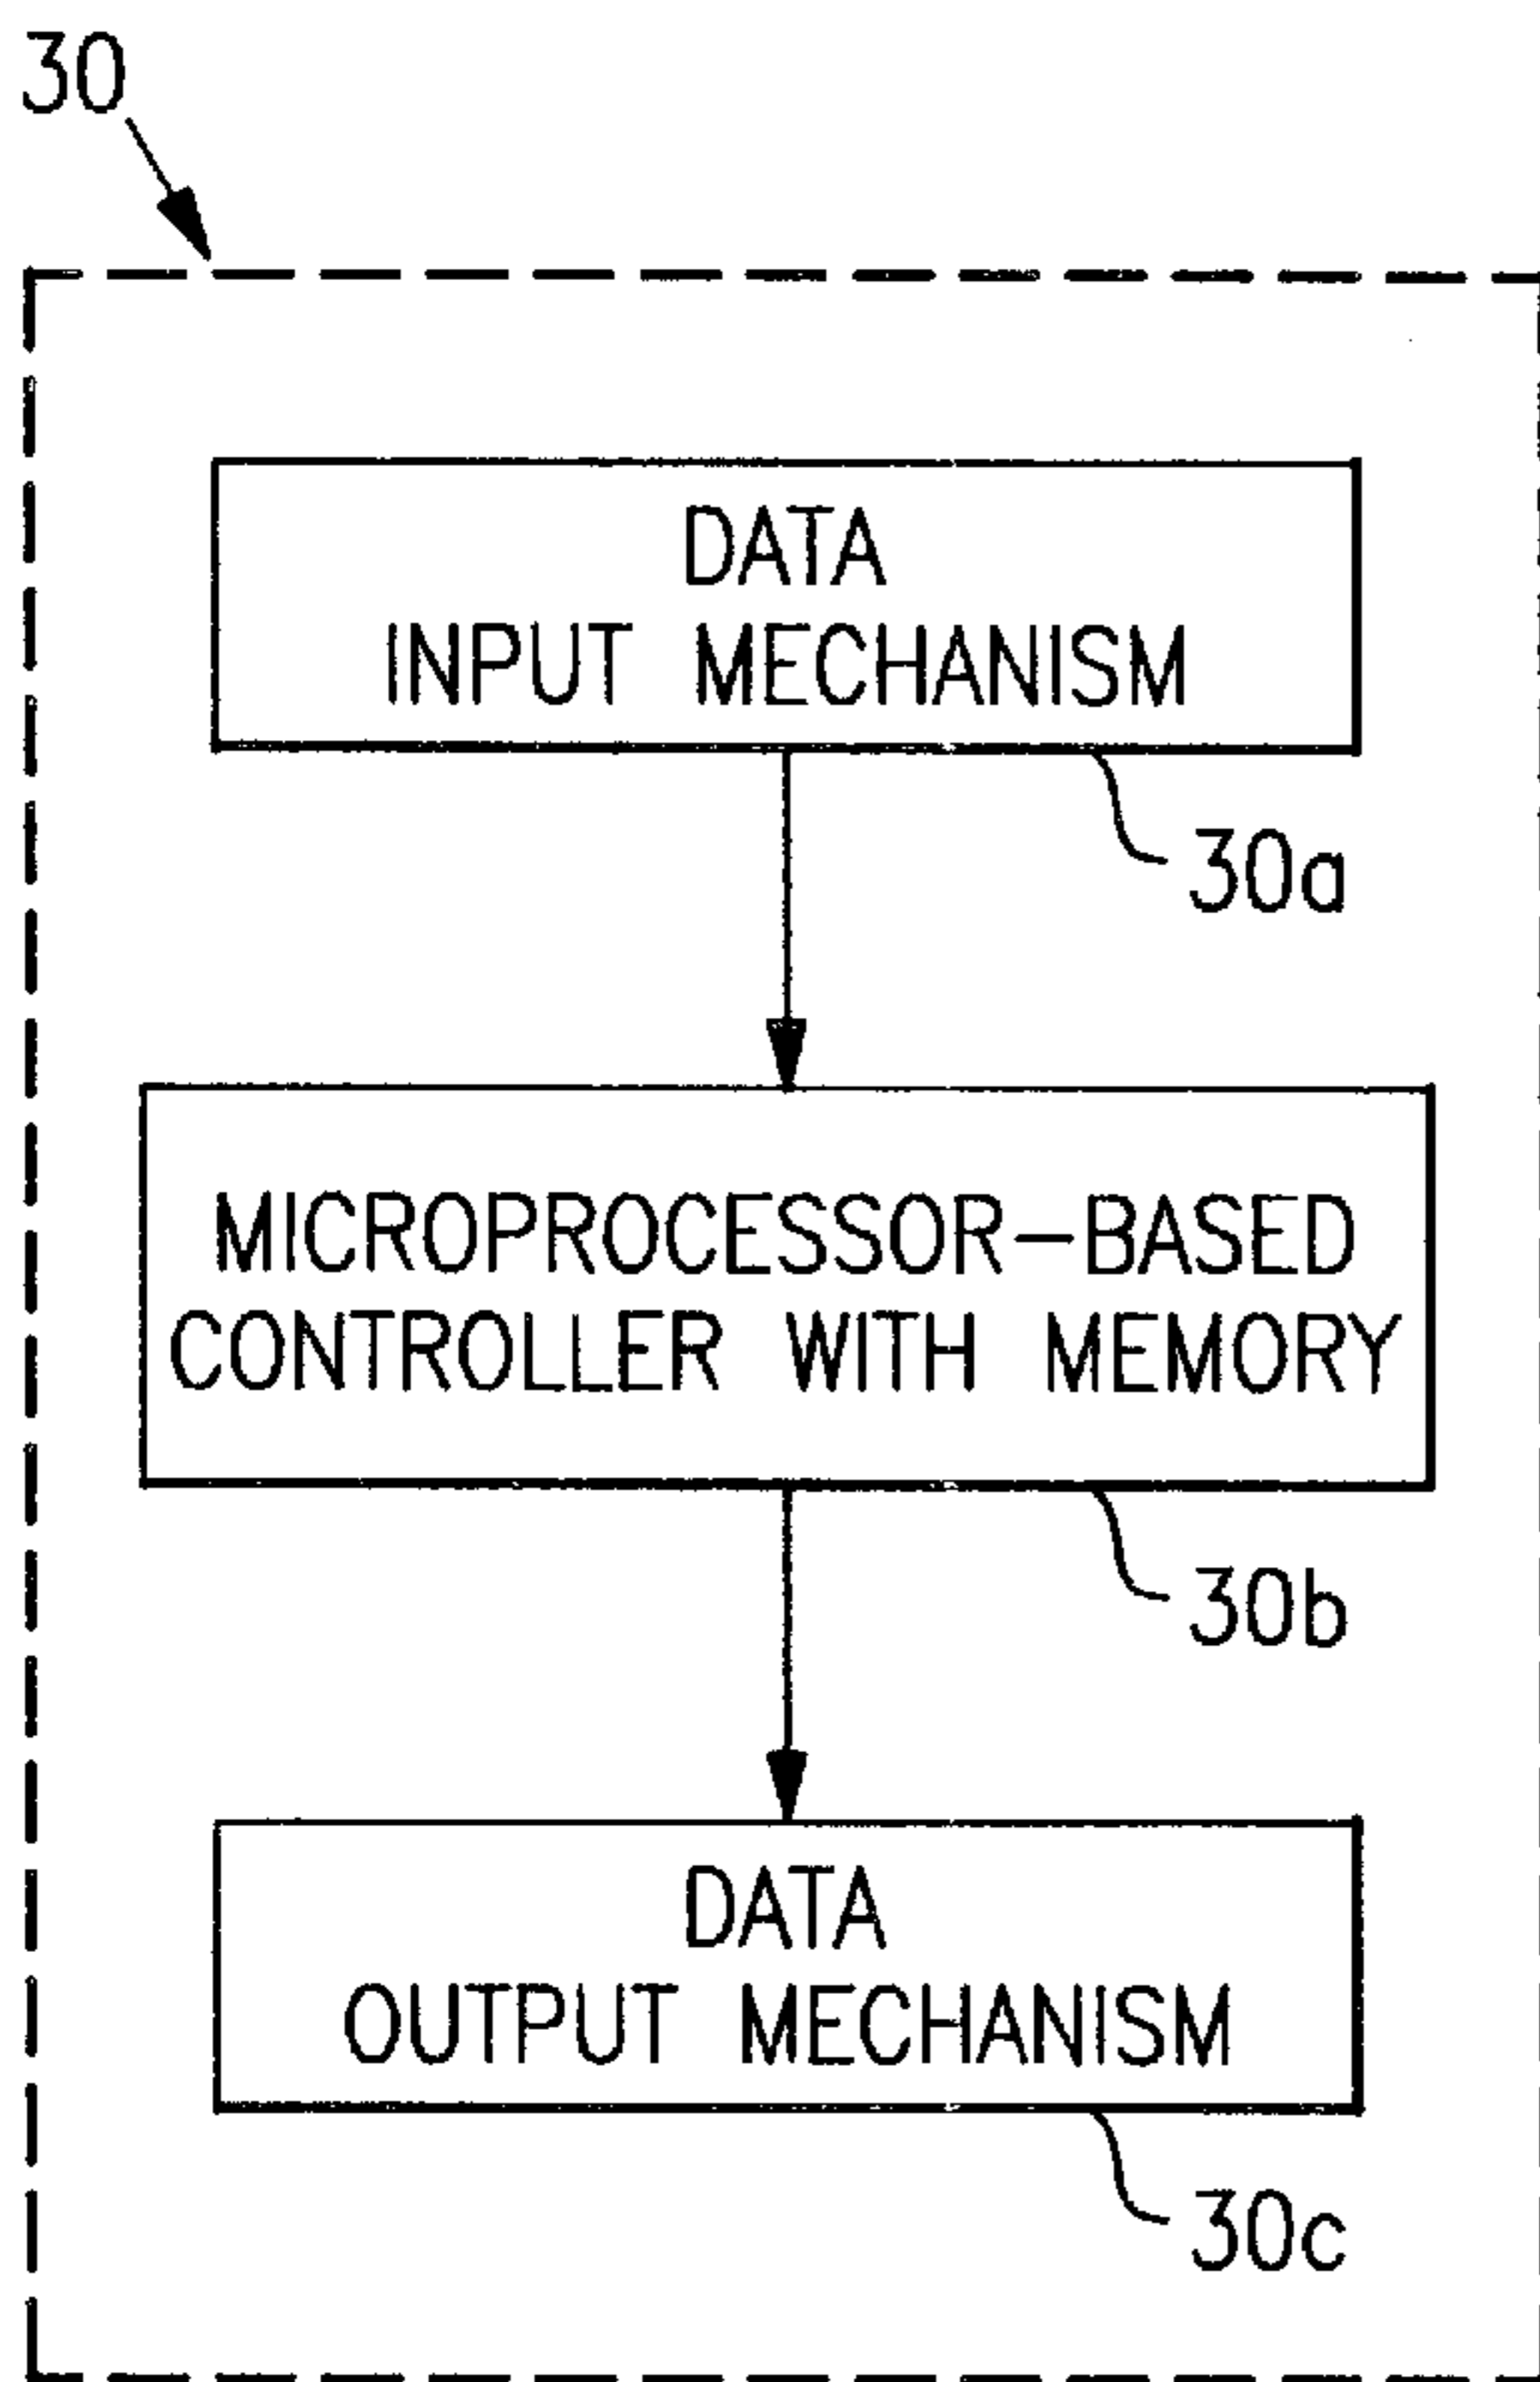 30
DATA
INPUT MECHANISM
30a
MICROPROCESSOR-BASED
CONTROLLER WITH MEMORY
30b
DATA
OUTPUT MECHANISM
30c